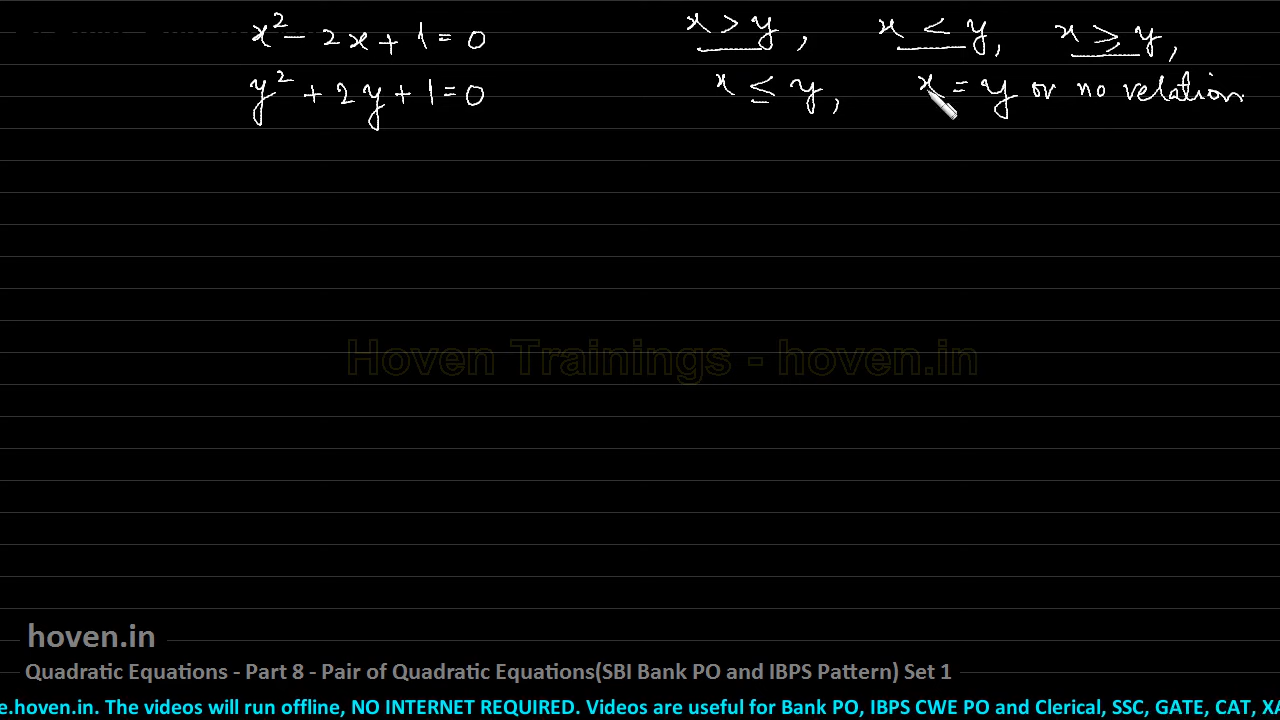 x² - 2x + 1 = 0 x > y, x < y, x ≥ y,
y² + 2y + 1 = 0 x ≤ y, x = y or no relation
Hoven Trainings - hoven.in
hoven.in
Quadratic Equations - Part 8 - Pair of Quadratic Equations(SBI Bank PO and IBPS Pattern) Set 1
e.hoven.in. The videos will run offline, NO INTERNET REQUIRED. Videos are useful for Bank PO, IBPS CWE PO and Clerical, SSC, GATE, CAT, XA